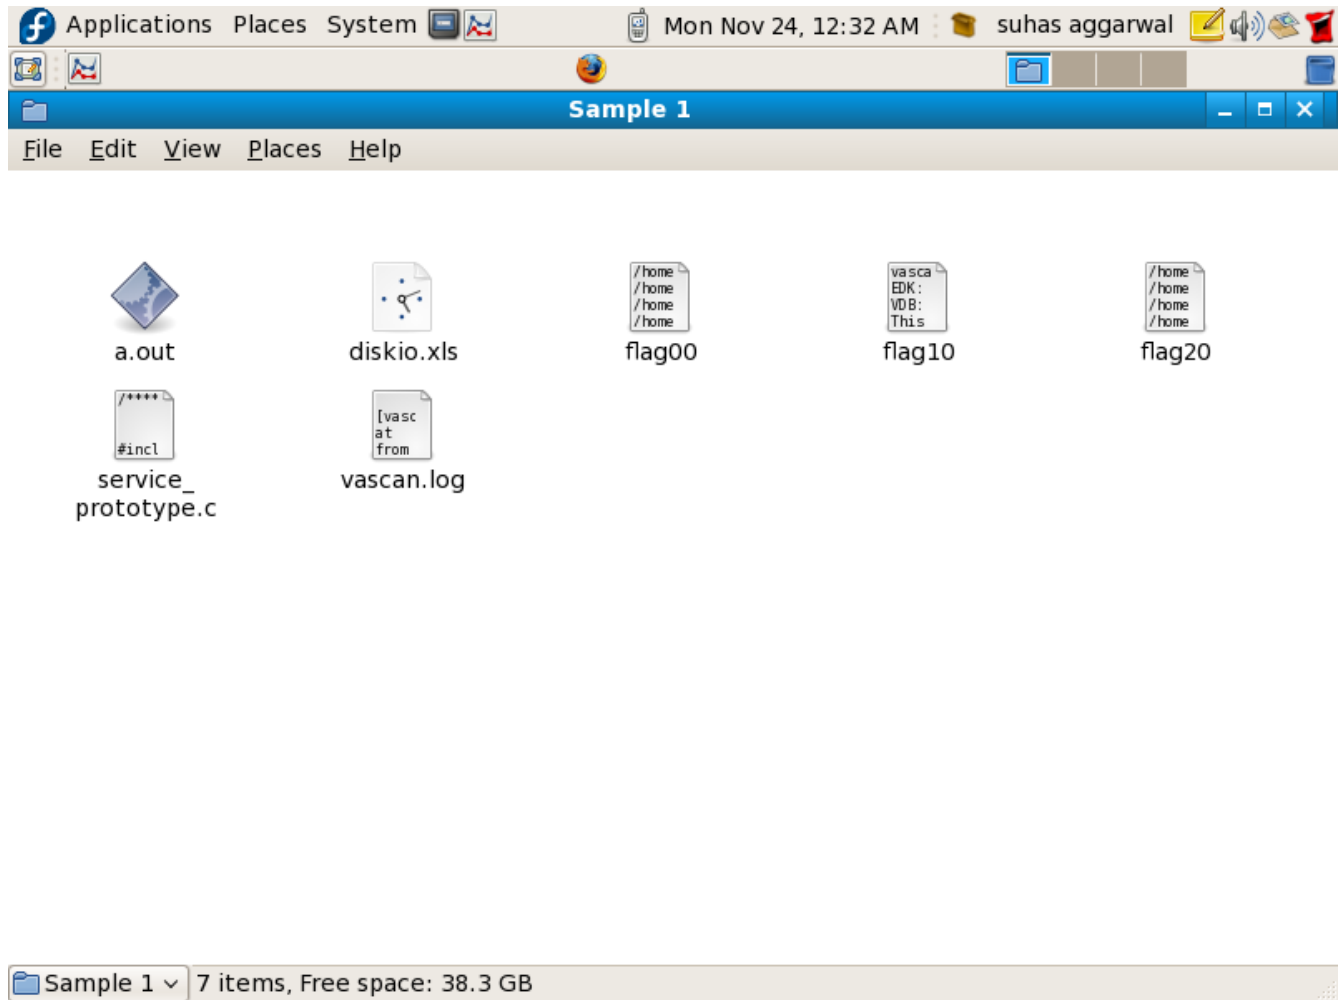 Applications Places System Mon Nov 24, 12:32 AM suhas aggarwal
Sample 1
File Edit View Places Help
/home
/home
/home
/home
vasca
EDK:
VDB:
This
/home
/home
/home
/home
a.out diskio.xls flag00 flag10 flag20
/****
#incl
[vasc
at
from
service_
prototype.c
vascan.log
Sample 1 7 items, Free space: 38.3 GB